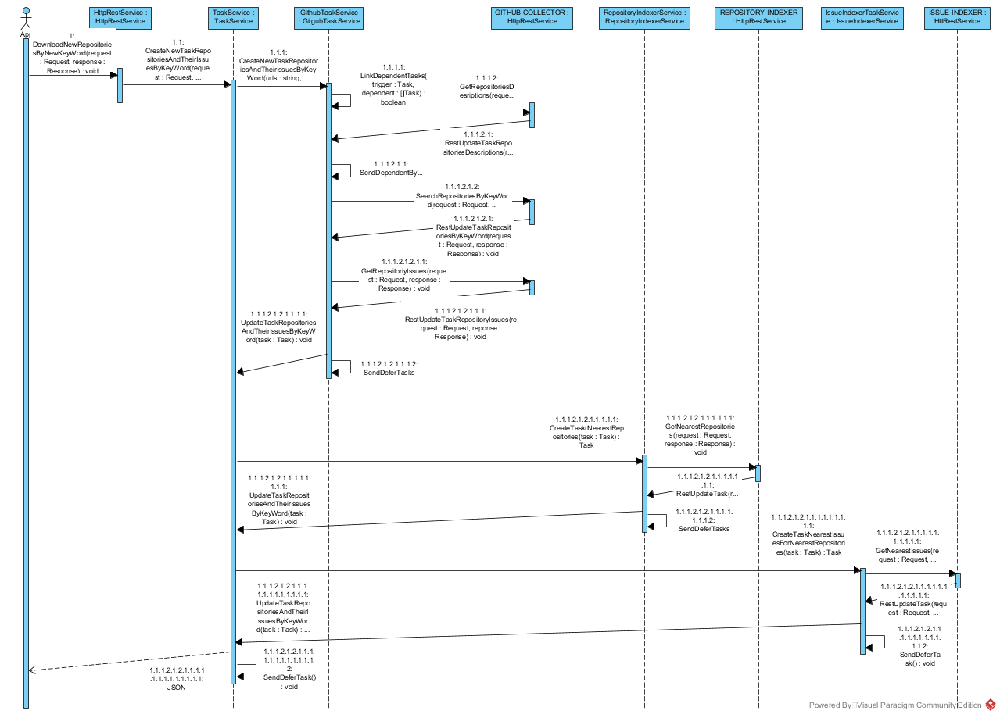 HttpRestService :
HttpRestService
TaskService :
TaskService
GithubTaskService
: GitgubTaskService
GITHUB-COLLECTOR :
HttpRestService
RepositoryIndexerService :
RepositoryIndexerService
REPOSITORY-INDEXER
: HttpRestService
IssueIndexerTaskServic
e : IssueIndexerService
ISSUE-INDEXER :
HttRestService
Ap
1:
DownloadNewRepositorie
sByNewKeyWord(request
: Request, response :
Response) : void
1.1:
CreateNewTaskRepo
sitoriesAndTheirIssu
esByKeyWord(reque
st : Request, ...
1.1.1:
CreateNewTaskRepositor
iesAndTheirIssuesByKey
Word(urls : string, ...
1.1.1.1:
LinkDependentTasks(
trigger : Task,
dependent : []Task) :
boolean
1.1.1.2:
GetRepositoriesD
esriptions(reque...
1.1.1.2.1:
RestUpdateTaskRepo
sitoriesDescriptions(r...
1.1.1.2.1.1:
SendDependentBy...
1.1.1.2.1.2:
SearchRepositoriesByKeyWor
d(request : Request, ...
1.1.1.2.1.2.1:
RestUpdateTaskReposit
oriesByKeyWord(reques
t : Request, response :
Response) : void
1.1.1.2.1.2.1.1:
GetRepositoriyIssues(reque
st : Request, response :
Response) : void
1.1.1.2.1.2.1.1.1:
RestUpdateTaskRepositoryIssues(re
quest : Request, reponse :
Response) : void
1.1.1.2.1.2.1.1.1.1:
UpdateTaskRepositories
AndTheirIssuesByKeyW
ord(task : Task) : void
1.1.1.2.1.2.1.1.1.2:
SendDeferTasks
1.1.1.2.1.2.1.1.1.1.1:
CreateTaskrNearestRep
ositories(task : Task) :
Task
1.1.1.2.1.2.1.1.1.1.1.1:
GetNearestRepositorie
s(request : Request,
response : Response) :
void
1.1.1.2.1.2.1.1.1.1.1
.1.1:
RestUpdateTask(r...
1.1.1.2.1.2.1.1.1.1.1.
1.1.1:
UpdateTaskReposit
oriesAndTheirIssues
ByKeyWord(task :
Task) : void
1.1.1.2.1.2.1.1.1.1.
1.1.1.2:
SendDeferTasks
1.1.1.2.1.2.1.1.1.1.1.1.1.
1.1:
CreateTaskNearestIssu
esForNearestRepositori
es(task : Task) : Task
1.1.1.2.1.2.1.1.1.1.1.
1.1.1.1.1:
GetNearestIssues(re
quest : Request, ...
1.1.1.2.1.2.1.1.1.1.1.1
.1.1.1.1.1:
RestUpdateTask(requ
est : Request, ...
1.1.1.2.1.2.1.1.1.
1.1.1.1.1.1.1.1.1:
UpdateTaskRepo
sitoriesAndTheirI
ssuesByKeyWor
d(task : Task) : ...
1.1.1.2.1.2.1.1
.1.1.1.1.1.1.1.
1.1.2:
SendDeferTa
sk() : void
1.1.1.2.1.2.1.1.1.1.
1.1.1.1.1.1.1.1.1.
2:
SendDeferTask()
: void
1.1.1.2.1.2.1.1.1.1
.1.1.1.1.1.1.1.1.1:
JSON
Powered By Visual Paradigm Community Edition